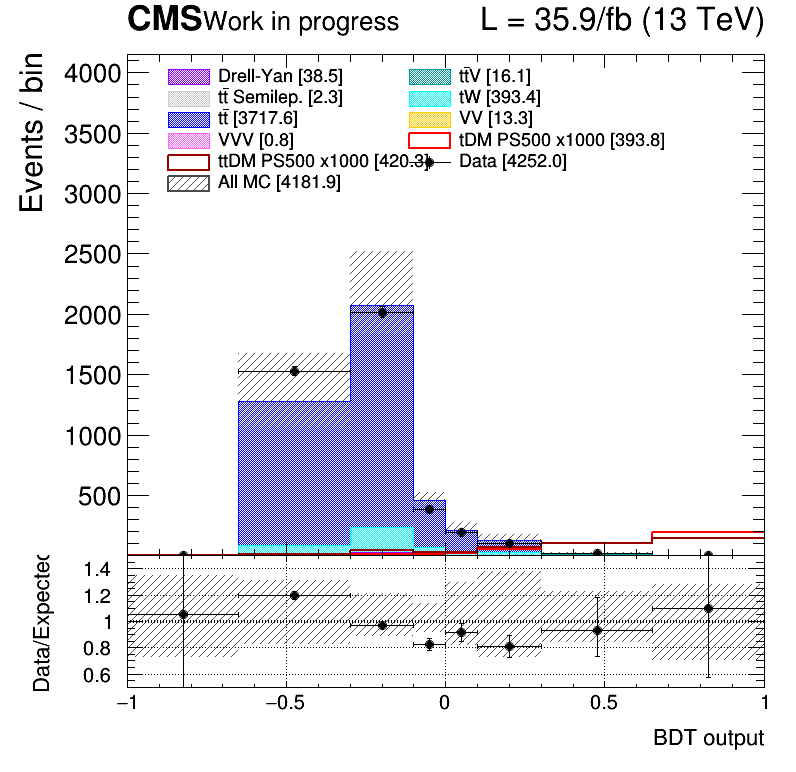 CMS Work in progress L = 35.9/fb (13 TeV)
Events / bin
4000
3500
3000
2500
2000
1500
1000
500
Drell-Yan [38.5]
tt̄ Semilep. [2.3]
tt̄ [3717.6]
VVV [0.8]
ttDM PS500 x1000 [420.3]
All MC [4181.9]
tt̄V [16.1]
tW [393.4]
VV [13.3]
tDM PS500 x1000 [393.8]
Data [4252.0]
Data/Expected
1.4
1.2
1
0.8
0.6
−1 −0.5 0 0.5 1
BDT output